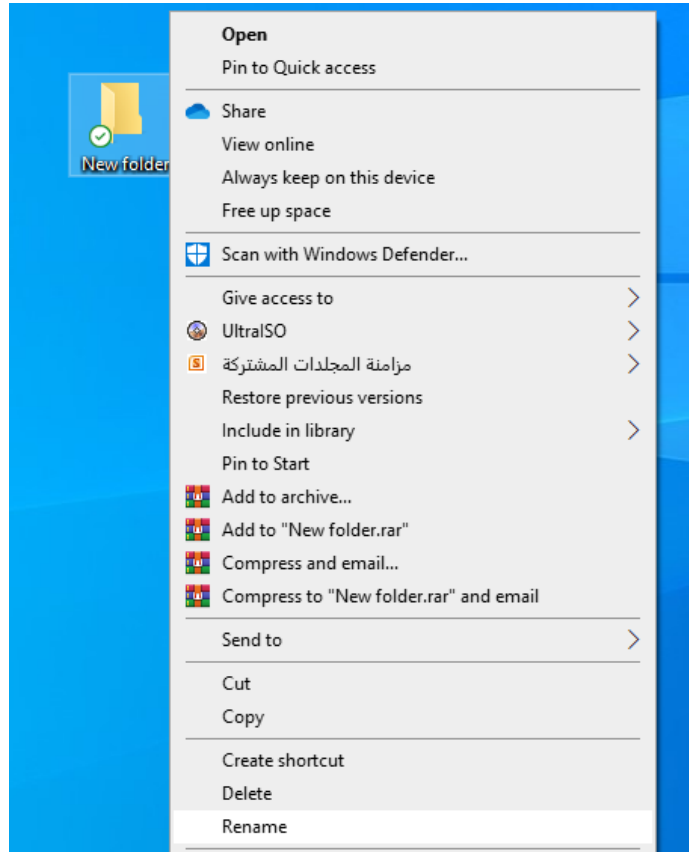 New folder
Open
Pin to Quick access
Share
View online
Always keep on this device
Free up space
Scan with Windows Defender...
Give access to
UltraISO
مزامنة المجلدات المشتركة
Restore previous versions
Include in library
Pin to Start
Add to archive...
Add to "New folder.rar"
Compress and email...
Compress to "New folder.rar" and email
Send to
Cut
Copy
Create shortcut
Delete
Rename